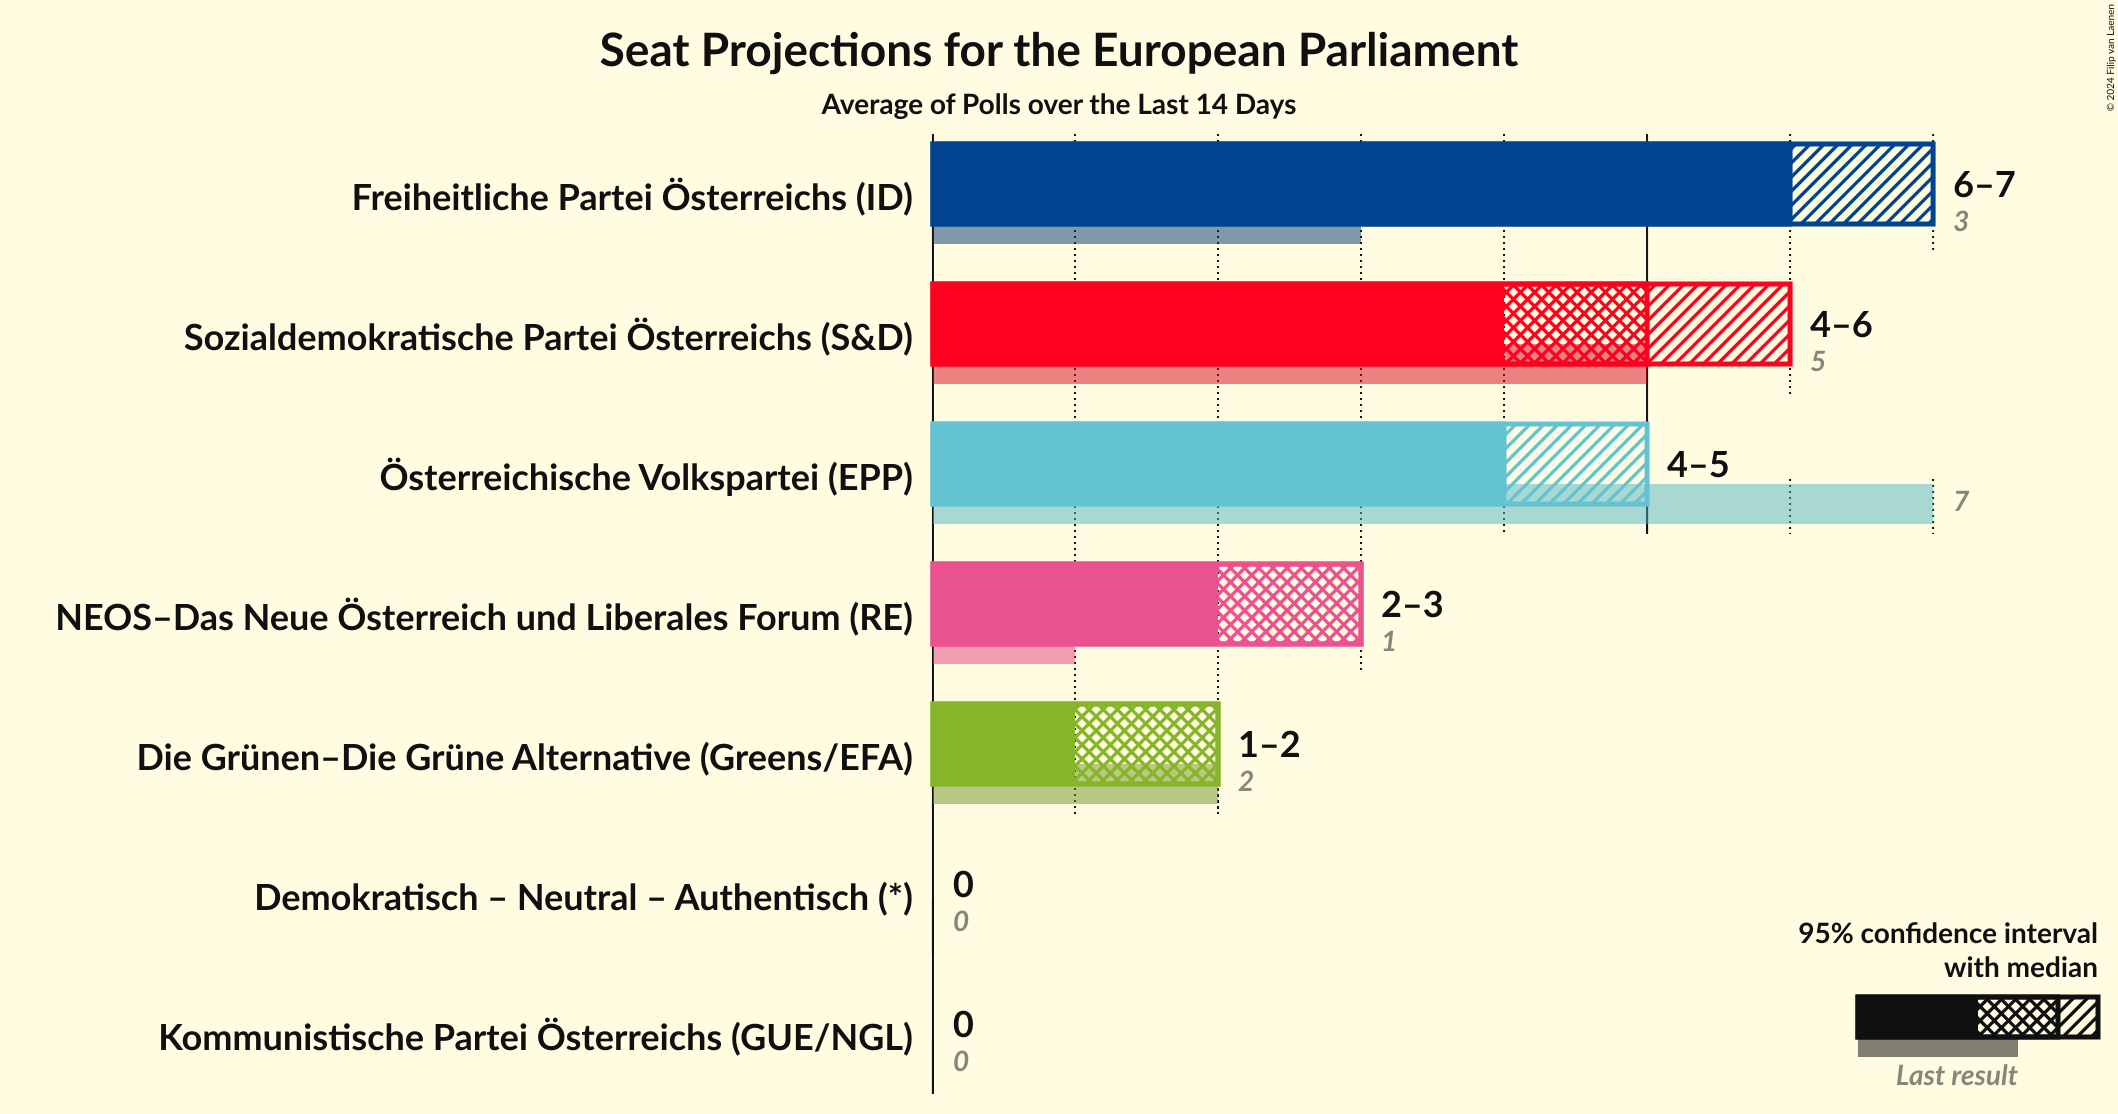 Seat Projections for the European Parliament
Average of Polls over the Last 14 Days
© 2024 Filip van Laenen
Freiheitliche Partei Österreichs (ID)
6–7
3
Sozialdemokratische Partei Österreichs (S&D)
4–6
5
Österreichische Volkspartei (EPP)
4–5
7
NEOS–Das Neue Österreich und Liberales Forum (RE)
2–3
1
Die Grünen–Die Grüne Alternative (Greens/EFA)
1–2
2
Demokratisch – Neutral – Authentisch (*)
0
0
Kommunistische Partei Österreichs (GUE/NGL)
0
0
95% confidence interval
with median
Last result